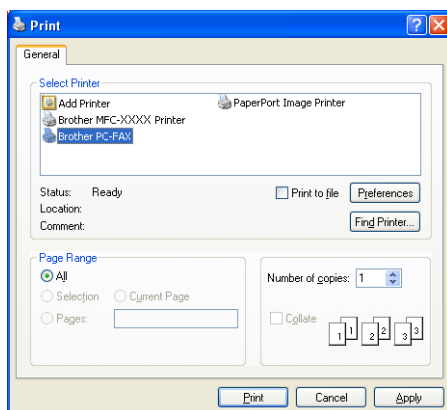 Print
General
Select Printer
Add Printer
PaperPort Image Printer
Brother MFC-XXXX Printer
Brother PC-FAX
Status: Ready
Print to file
Preferences
Location:
Comment:
Find Printer...
Page Range
All
Selection
Current Page
Pages:
Number of copies: 1
Collate
1 1 2 2 3 3
Print
Cancel
Apply